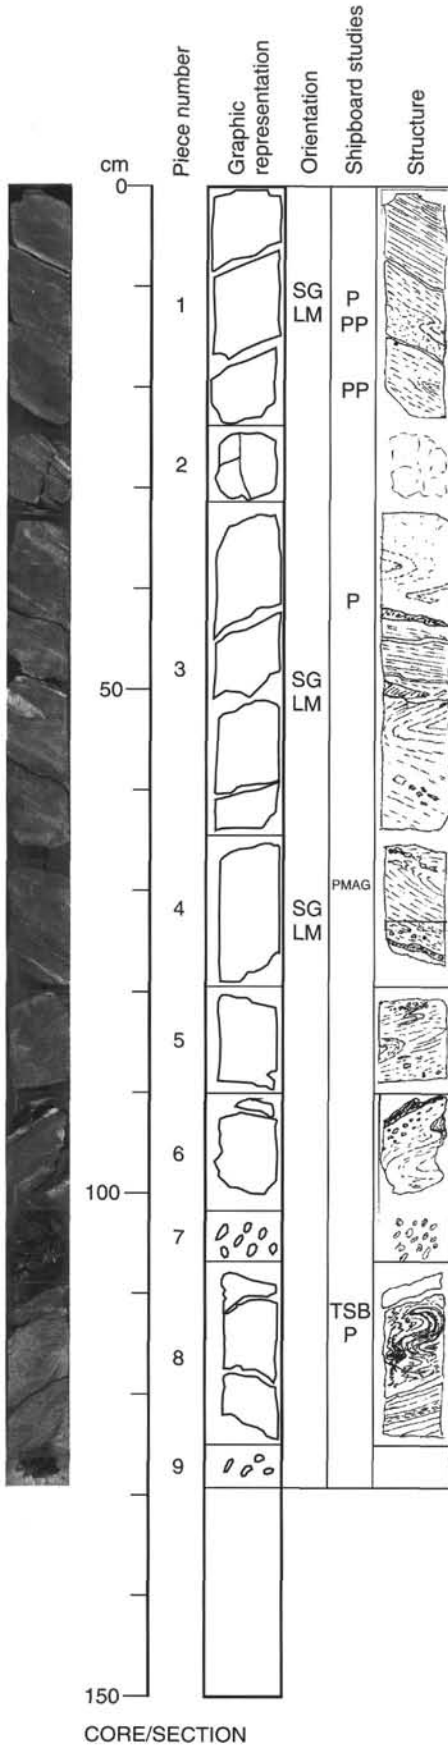 cm
Piece number
Graphic
representation
Orientation
Shipboard studies
Structure
0
1
SG
LM
P
PP
PP
2
P
3
50
SG
LM
PMAG
4
SG
LM
5
6
100
7
TSB
P
8
9
150
CORE/SECTION